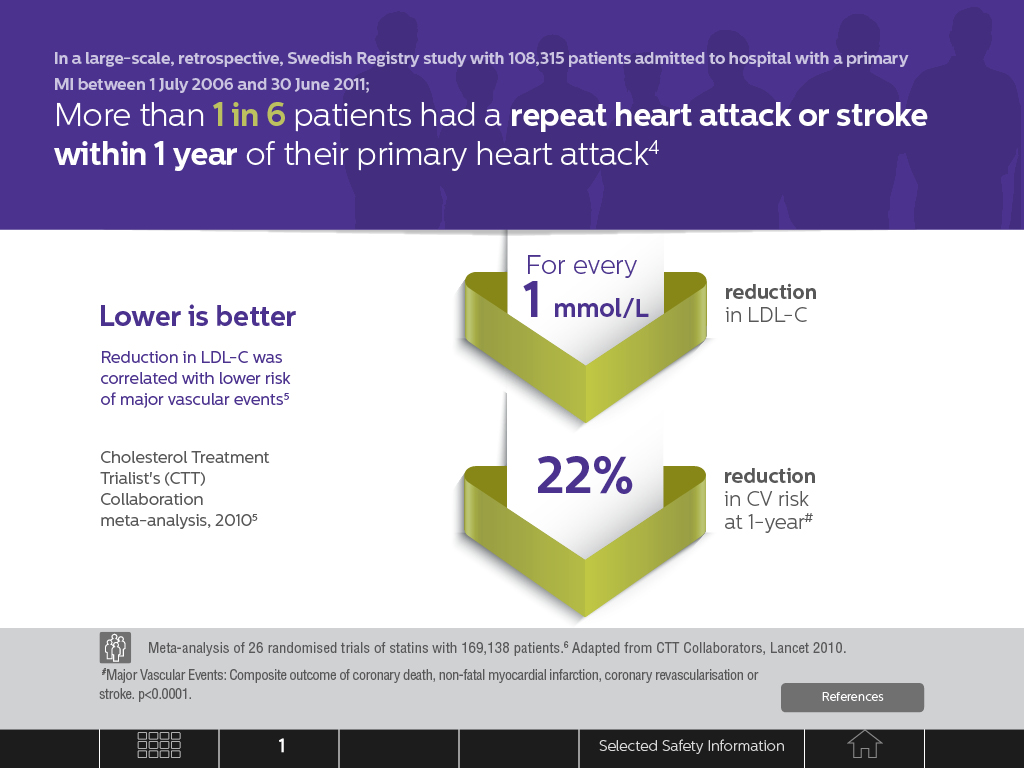 In a large-scale, retrospective, Swedish Registry study with 108,315 patients admitted to hospital with a primary
MI between 1 July 2006 and 30 June 2011;
More than 1 in 6 patients had a repeat heart attack or stroke
within 1 year of their primary heart attack⁴
For every
1 mmol/L
reduction
in LDL-C
Lower is better
Reduction in LDL-C was
correlated with lower risk
of major vascular events⁵
Cholesterol Treatment
Trialist's (CTT)
Collaboration
meta-analysis, 2010⁵
22%
reduction
in CV risk
at 1-year#
Meta-analysis of 26 randomised trials of statins with 169,138 patients.⁶ Adapted from CTT Collaborators, Lancet 2010.
#Major Vascular Events: Composite outcome of coronary death, non-fatal myocardial infarction, coronary revascularisation or
stroke. p<0.0001.
References
1
Selected Safety Information